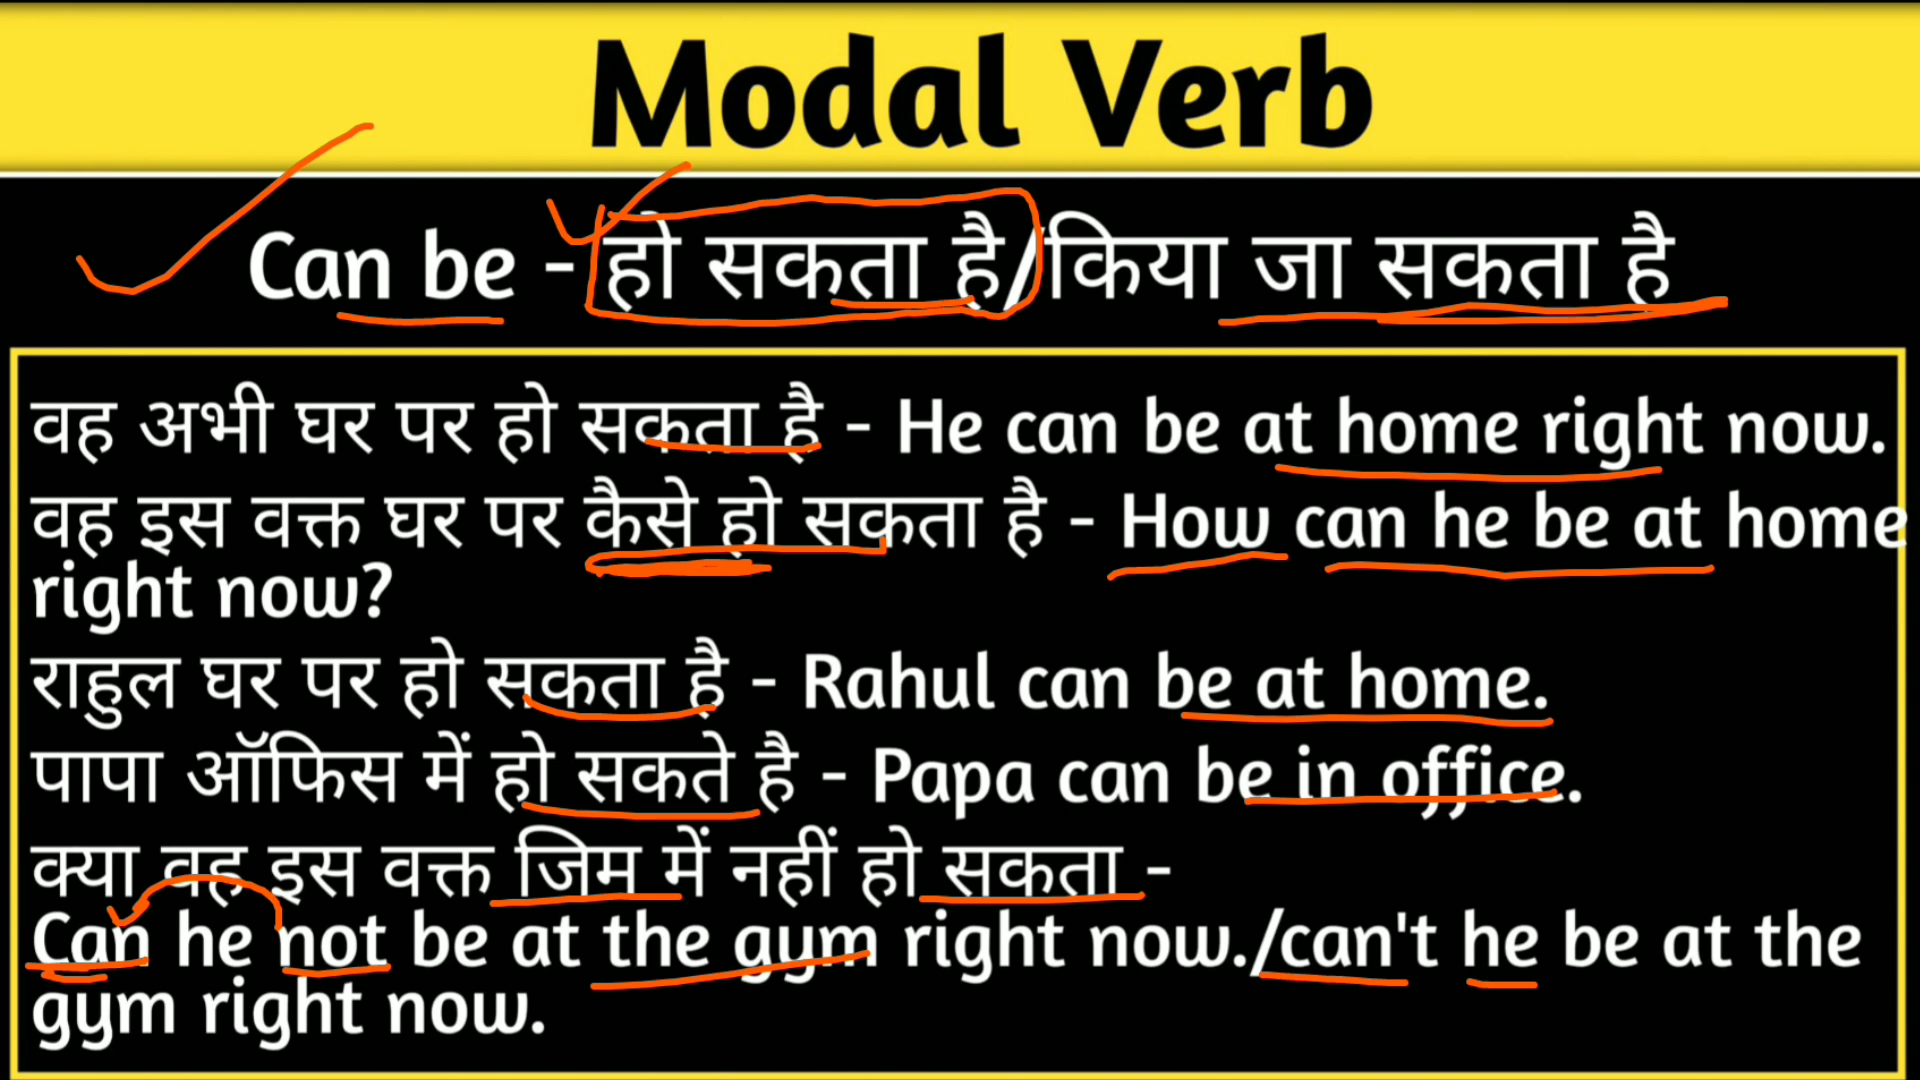 Modal Verb
Can be - हो सकता है/किया जा सकता है
वह अभी घर पर हो सकता है - He can be at home right now.
वह इस वक्त घर पर कैसे हो सकता है - How can he be at home
right now?
राहुल घर पर हो सकता है - Rahul can be at home.
पापा ऑफिस में हो सकते है - Papa can be in office.
क्या वह इस वक्त जिम में नहीं हो सकता -
Can he not be at the gym right now./can't he be at the
gym right now.